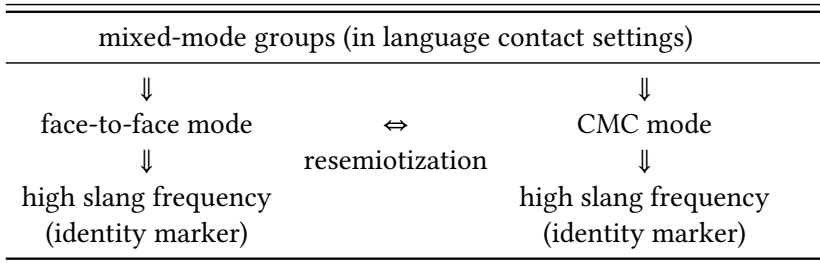 mixed-mode groups (in language contact settings)
⇓ ⇓
face-to-face mode ⇔ CMC mode
⇓ resemiotization ⇓
high slang frequency high slang frequency
(identity marker) (identity marker)